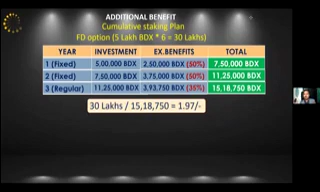 ADDITIONAL BENEFIT
Cumulative staking Plan
FD option (5 Lakh BDX * 6 = 30 Lakhs)
YEAR INVESTMENT EX.BENEFITS TOTAL
1 (Fixed) 5,00,000 BDX 2,50,000 BDX (50%) 7,50,000 BDX
2 (Fixed) 7,50,000 BDX 3,75,000 BDX (50%) 11,25,000 BDX
3 (Regular) 11,25,000 BDX 3,93,750 BDX (35%) 15,18,750 BDX
30 Lakhs / 15,18,750 = 1.97/-